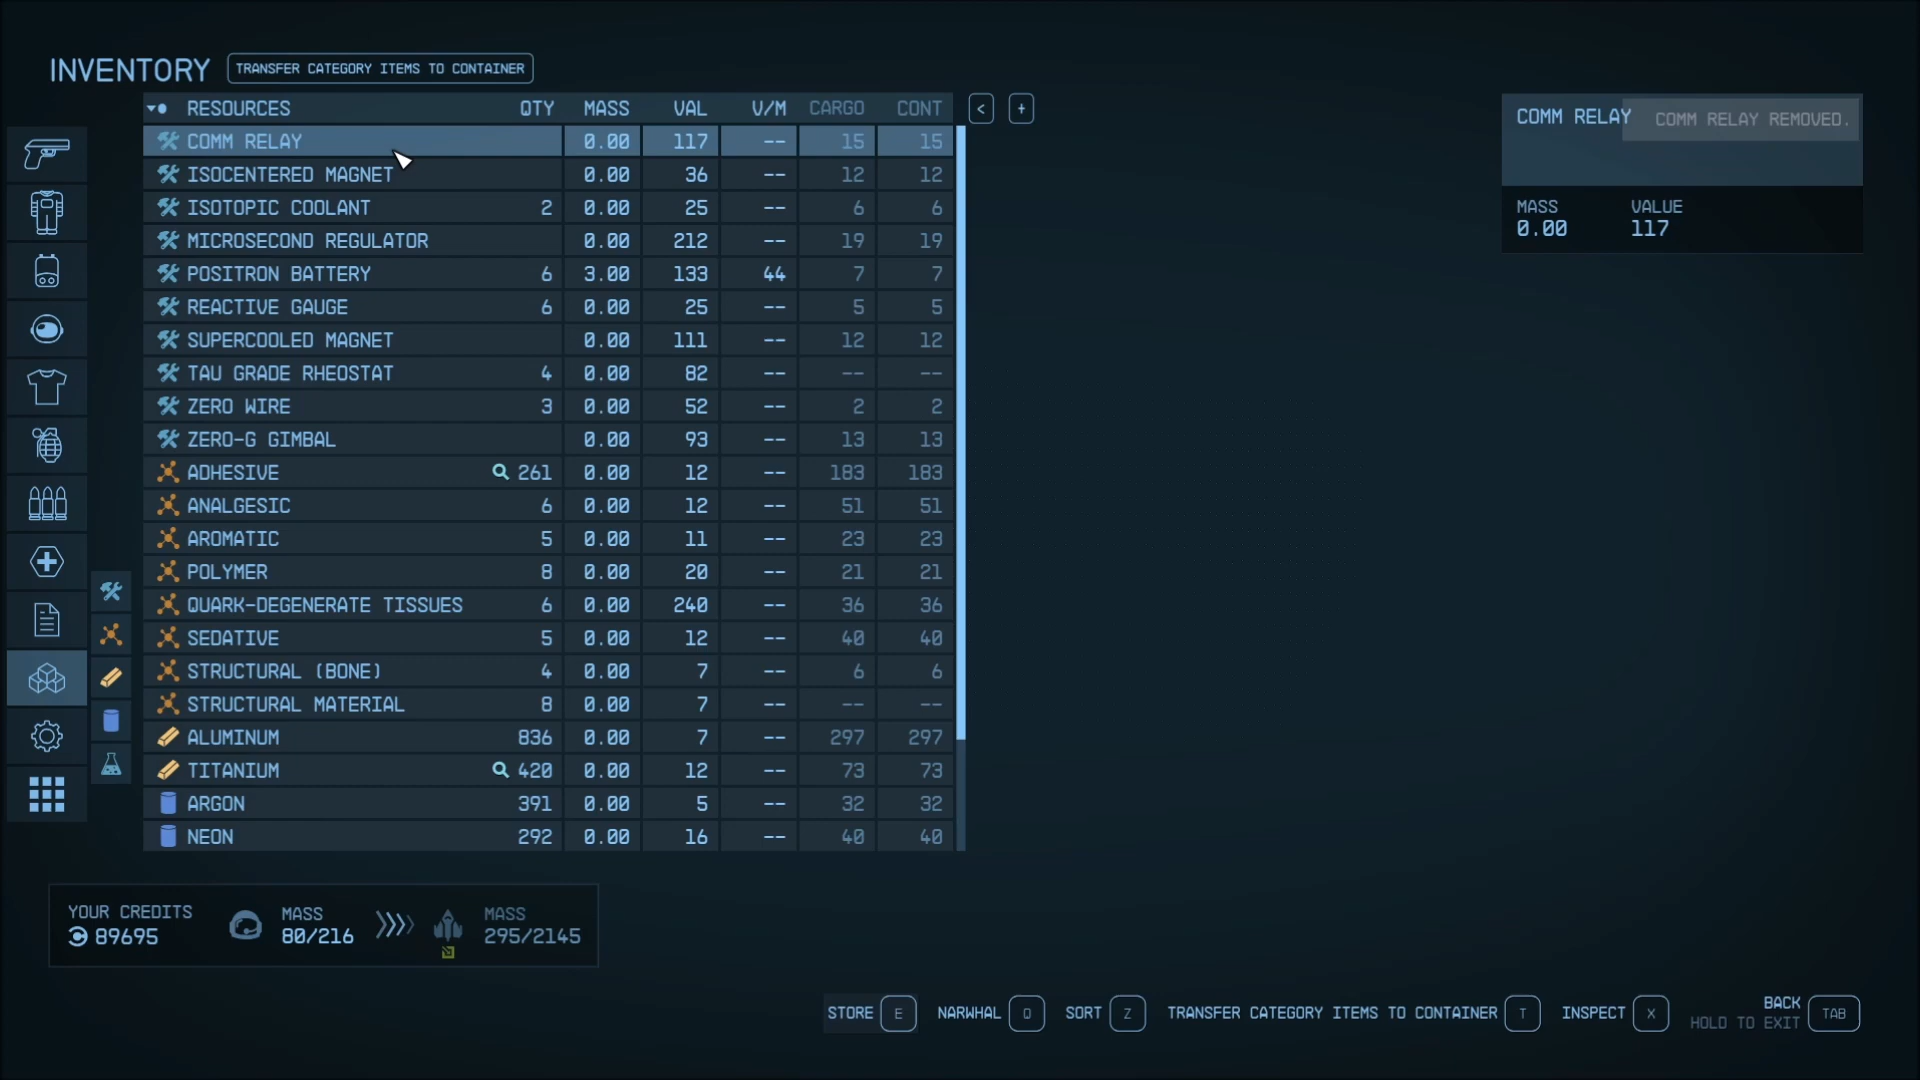 INVENTORY TRANSFER CATEGORY ITEMS TO CONTAINER
RESOURCES QTY MASS VAL V/M CARGO CONT < +
COMM RELAY 0.00 117 -- 15 15
ISOCENTERED MAGNET 0.00 36 -- 12 12
ISOTOPIC COOLANT 2 0.00 25 -- 6 6
MICROSECOND REGULATOR 0.00 212 -- 19 19
POSITRON BATTERY 6 3.00 133 44 7 7
REACTIVE GAUGE 6 0.00 25 -- 5 5
SUPERCOOLED MAGNET 0.00 111 -- 12 12
TAU GRADE RHEOSTAT 4 0.00 82 -- -- --
ZERO WIRE 3 0.00 52 -- 2 2
ZERO-G GIMBAL 0.00 93 -- 13 13
ADHESIVE 261 0.00 12 -- 183 183
ANALGESIC 6 0.00 12 -- 51 51
AROMATIC 5 0.00 11 -- 23 23
POLYMER 8 0.00 20 -- 21 21
QUARK-DEGENERATE TISSUES 6 0.00 240 -- 36 36
SEDATIVE 5 0.00 12 -- 40 40
STRUCTURAL (BONE) 4 0.00 7 -- 6 6
STRUCTURAL MATERIAL 8 0.00 7 -- -- --
ALUMINUM 836 0.00 7 -- 297 297
TITANIUM 420 0.00 12 -- 73 73
ARGON 391 0.00 5 -- 32 32
NEON 292 0.00 16 -- 40 40
COMM RELAY COMM RELAY REMOVED.
MASS VALUE
0.00 117
YOUR CREDITS MASS MASS
89695 80/216 295/2145
STORE E NARWHAL Q SORT Z TRANSFER CATEGORY ITEMS TO CONTAINER T INSPECT X BACK TAB
HOLD TO EXIT